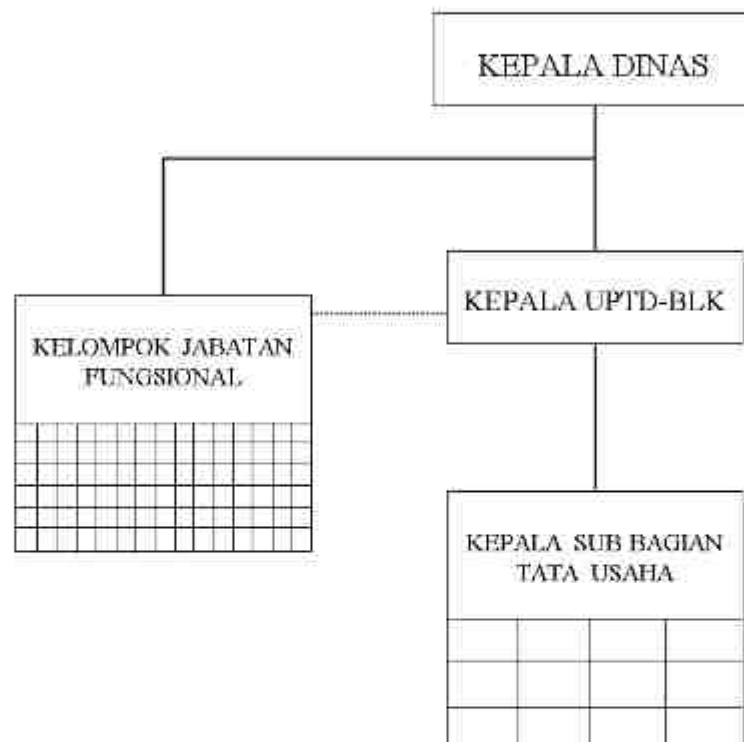 KEPALA DINAS
KEPALA UPTD-BLK
KELOMPOK JABATAN
FUNGSIONAL
KEPALA SUB BAGIAN
TATA USAHA